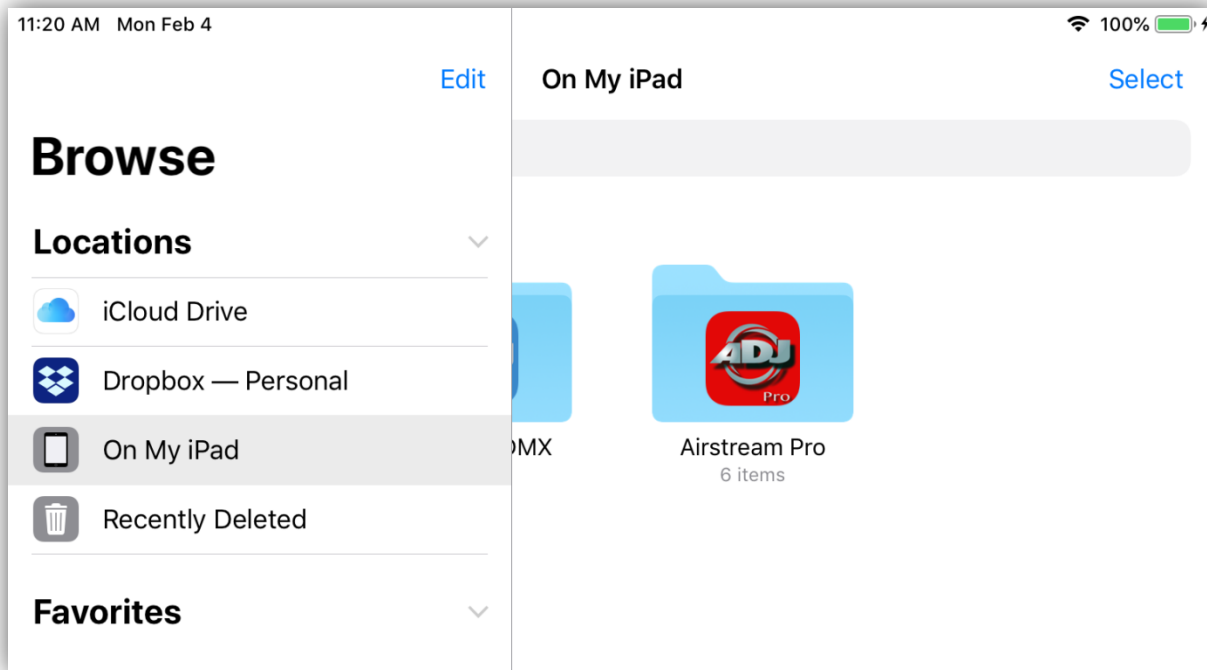 11:20 AM Mon Feb 4
100%
Edit
On My iPad
Select
Browse
Locations
iCloud Drive
Dropbox — Personal
On My iPad
Recently Deleted
Favorites
DMX
ADJ
Pro
Airstream Pro
6 items